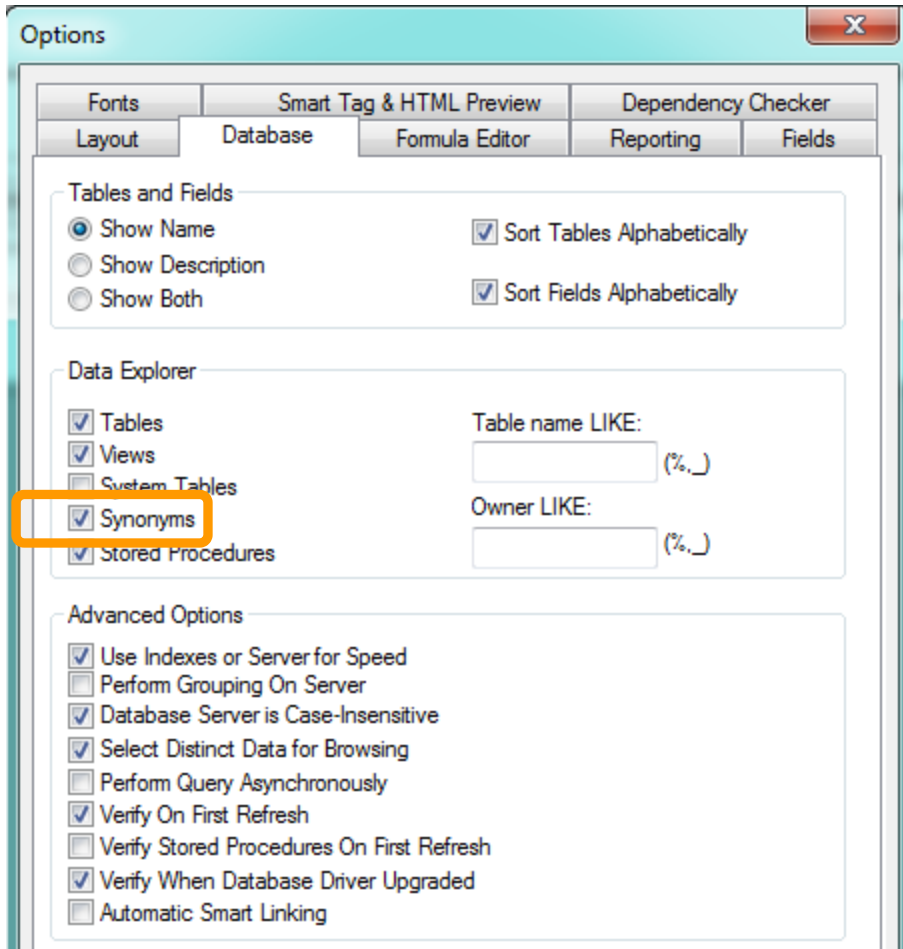 Options
Fonts
Smart Tag & HTML Preview
Dependency Checker
Layout
Database
Formula Editor
Reporting
Fields
Tables and Fields
Show Name
Sort Tables Alphabetically
Show Description
Show Both
Sort Fields Alphabetically
Data Explorer
Tables
Table name LIKE:
Views
(%,_)
System Tables
Synonyms
Owner LIKE:
Stored Procedures
(%,_)
Advanced Options
Use Indexes or Server for Speed
Perform Grouping On Server
Database Server is Case-Insensitive
Select Distinct Data for Browsing
Perform Query Asynchronously
Verify On First Refresh
Verify Stored Procedures On First Refresh
Verify When Database Driver Upgraded
Automatic Smart Linking